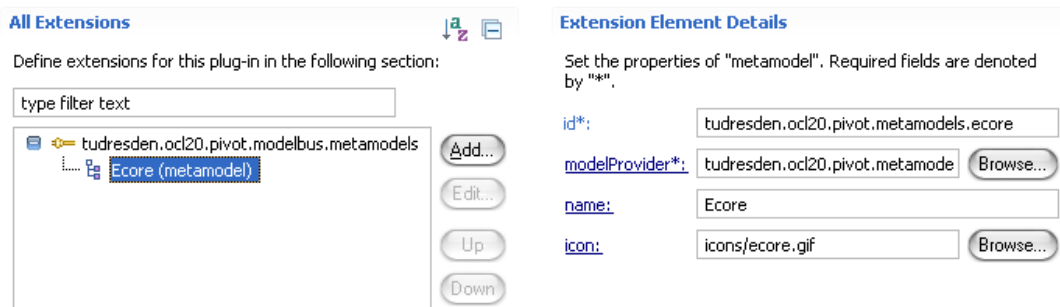 All Extensions
Define extensions for this plug-in in the following section:
type filter text
tudresden.ocl20.pivot.modelbus.metamodels
Ecore (metamodel)
Add...
Edit...
Up
Down
Extension Element Details
Set the properties of "metamodel". Required fields are denoted
by "*".
id*: tudresden.ocl20.pivot.metamodels.ecore
modelProvider*: tudresden.ocl20.pivot.metamode Browse...
name: Ecore
icon: icons/ecore.gif Browse...